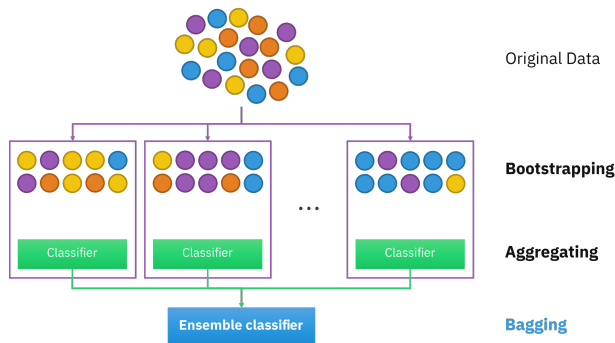 Original Data
Bootstrapping
...
Classifier Classifier Classifier Aggregating
Ensemble classifier Bagging